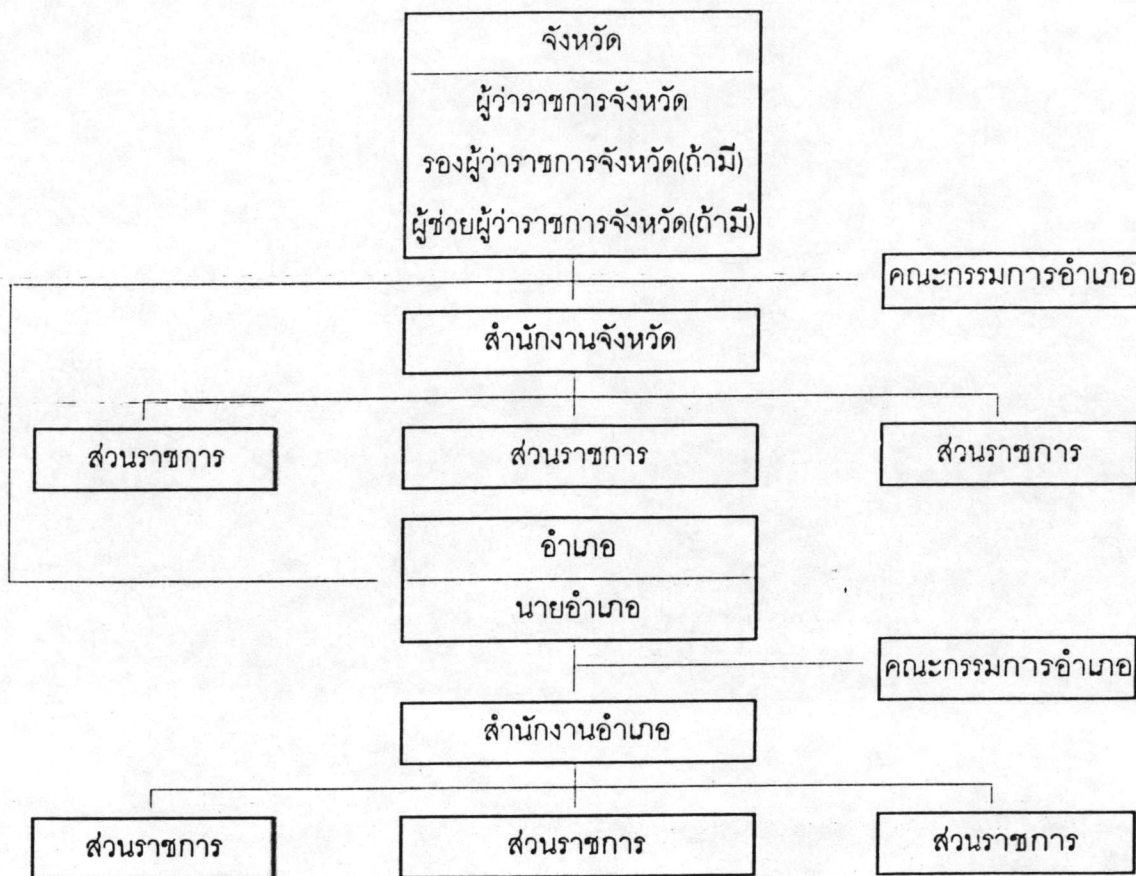 จังหวัด
ผู้ว่าราชการจังหวัด
รองผู้ว่าราชการจังหวัด(ถ้ามี)
ผู้ช่วยผู้ว่าราชการจังหวัด(ถ้ามี)
คณะกรรมการอำเภอ
สำนักงานจังหวัด
ส่วนราชการ
ส่วนราชการ
ส่วนราชการ
อำเภอ
นายอำเภอ
คณะกรรมการอำเภอ
สำนักงานอำเภอ
ส่วนราชการ
ส่วนราชการ
ส่วนราชการ